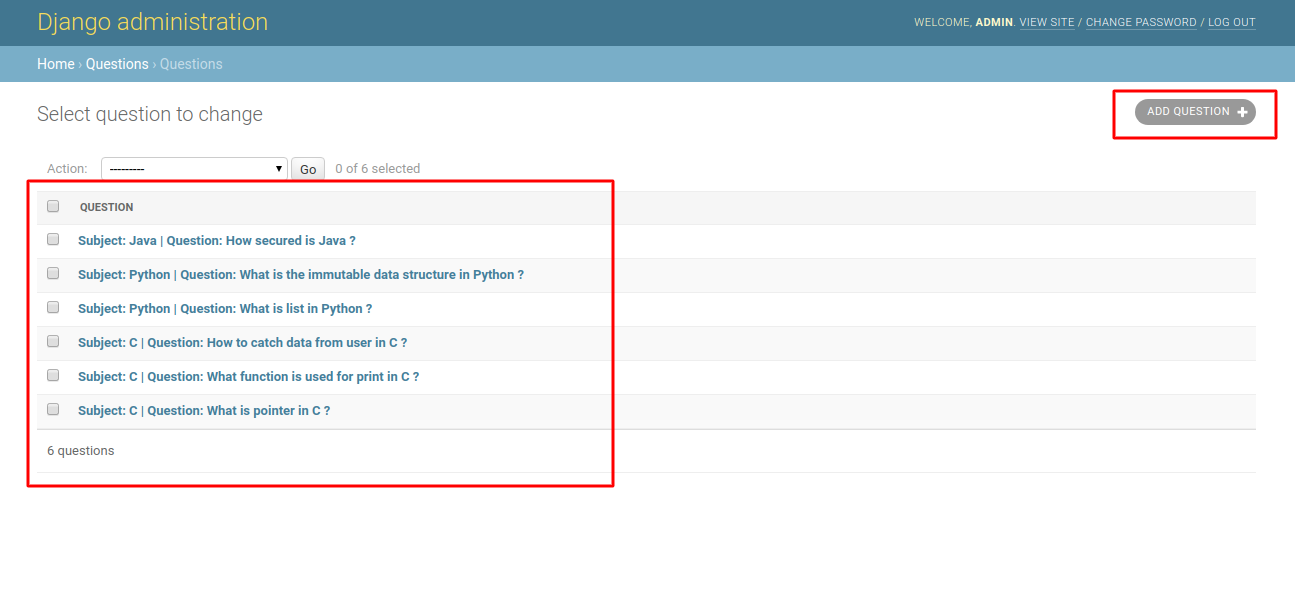 Django administration
WELCOME, ADMIN. VIEW SITE / CHANGE PASSWORD / LOG OUT
Home › Questions › Questions
Select question to change
ADD QUESTION +
Action: --------- Go 0 of 6 selected
QUESTION
Subject: Java | Question: How secured is Java ?
Subject: Python | Question: What is the immutable data structure in Python ?
Subject: Python | Question: What is list in Python ?
Subject: C | Question: How to catch data from user in C ?
Subject: C | Question: What function is used for print in C ?
Subject: C | Question: What is pointer in C ?
6 questions